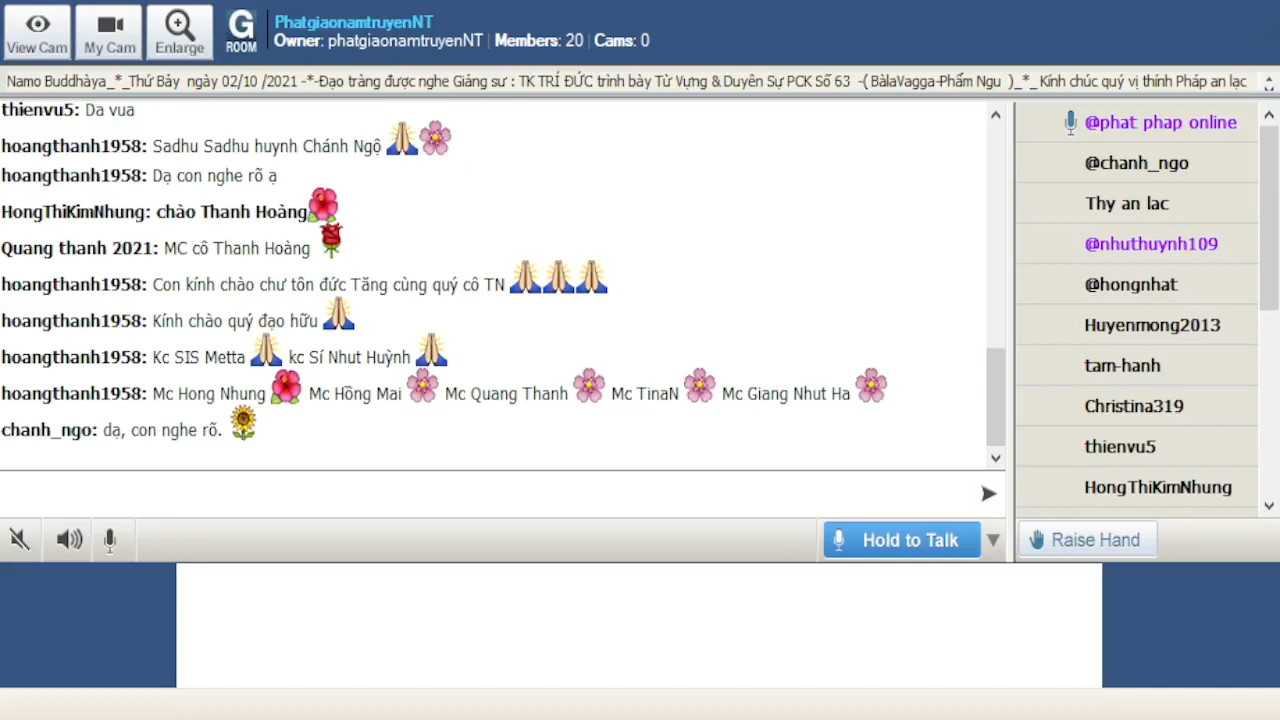 View Cam
My Cam
Enlarge
G
ROOM
PhatgiaonamtruyenNT
Owner: phatgiaonamtruyenNT | Members: 20 | Cams: 0
Namo Buddhàya_*_Thứ Bảy ngày 02/10 /2021 -*-Đạo tràng được nghe Giảng sư : TK TRÍ ĐỨC trình bày Từ Vựng & Duyên Sự PCK Số 63 -( BàlaVagga-Phẩm Ngu )_*_ Kính chúc quý vị thính Pháp an lạc
thienvu5: Da vua
hoangthanh1958: Sadhu Sadhu huynh Chánh Ngộ
hoangthanh1958: Dạ con nghe rõ ạ
HongThiKimNhung: chào Thanh Hoàng
Quang thanh 2021: MC cô Thanh Hoàng
hoangthanh1958: Con kính chào chư tôn đức Tăng cùng quý cô TN
hoangthanh1958: Kính chào quý đạo hữu
hoangthanh1958: Kc SIS Metta kc Sí Nhut Huỳnh
hoangthanh1958: Mc Hong Nhung Mc Hồng Mai Mc Quang Thanh Mc TinaN Mc Giang Nhut Ha
chanh_ngo: dạ, con nghe rõ.
@phat phap online
@chanh_ngo
Thy an lac
@nhuthuynh109
@hongnhat
Huyenmong2013
tam-hanh
Christina319
thienvu5
HongThiKimNhung
Hold to Talk
Raise Hand